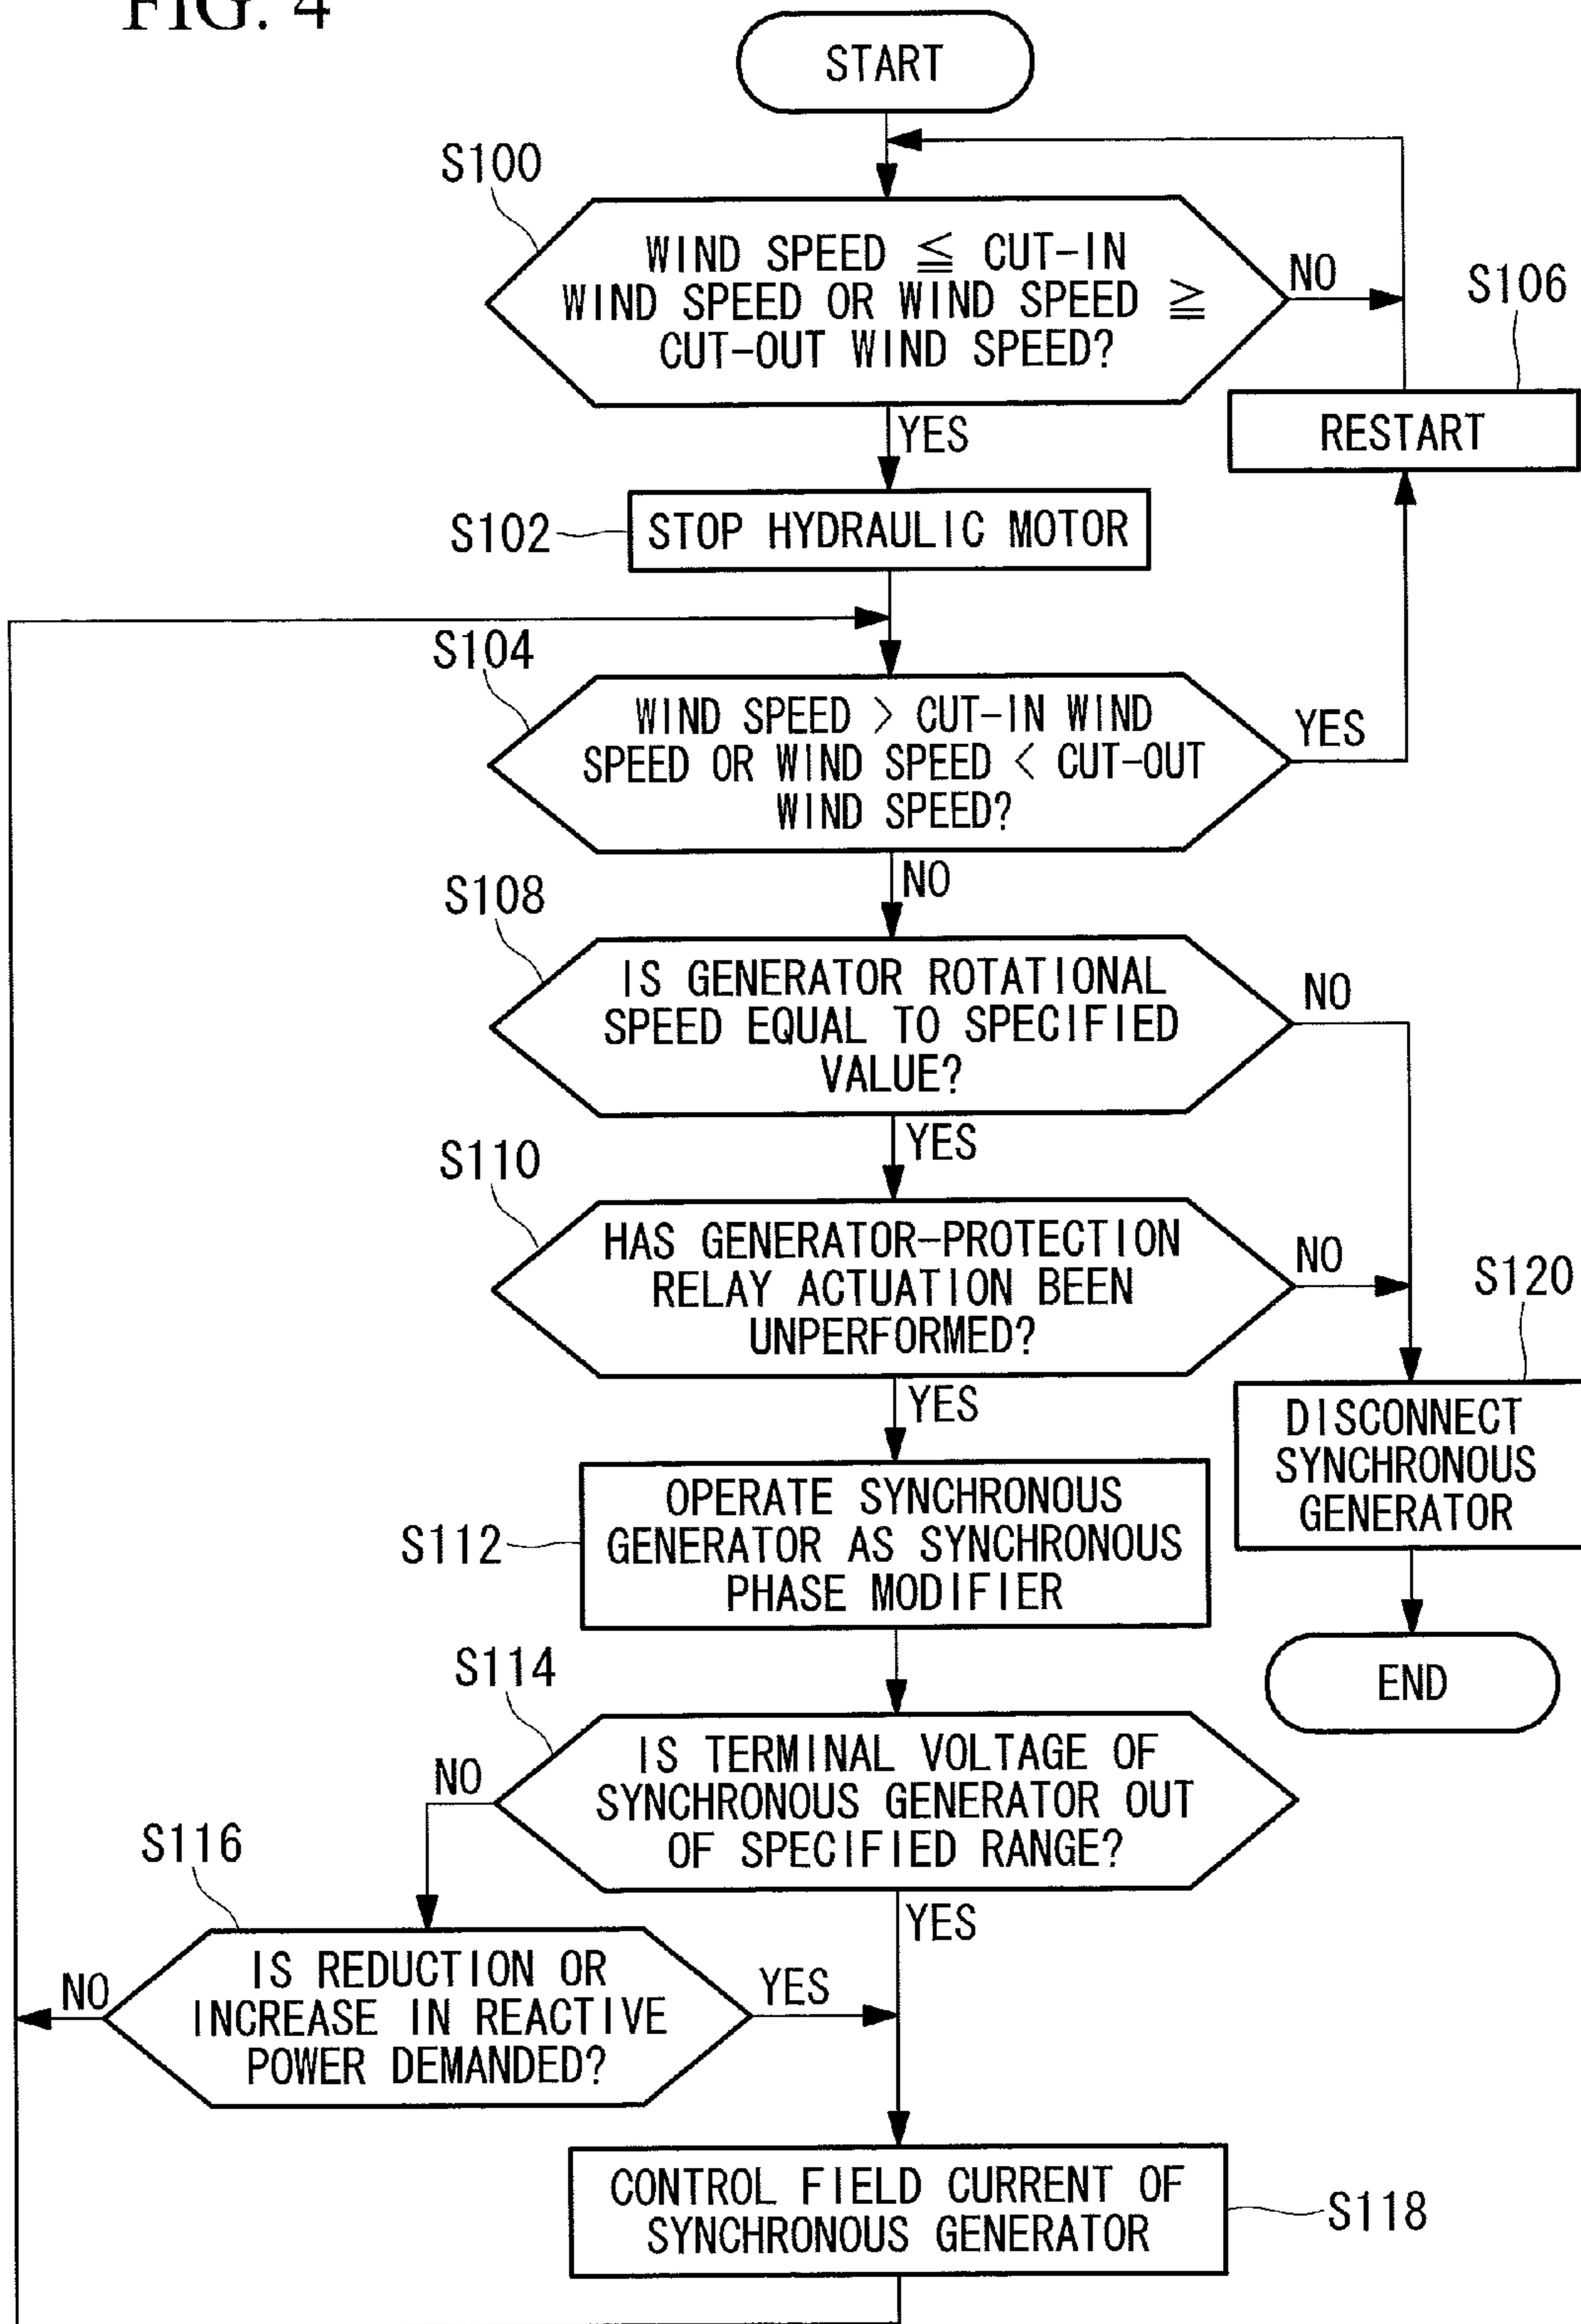 FIG. 4
START
S100
WIND SPEED ≦ CUT-IN
WIND SPEED OR WIND SPEED ≧
CUT-OUT WIND SPEED?
NO
S106
YES
RESTART
S102
STOP HYDRAULIC MOTOR
S104
WIND SPEED > CUT-IN WIND
SPEED OR WIND SPEED < CUT-OUT
WIND SPEED?
YES
NO
S108
IS GENERATOR ROTATIONAL
SPEED EQUAL TO SPECIFIED
VALUE?
NO
YES
S110
HAS GENERATOR-PROTECTION
RELAY ACTUATION BEEN
UNPERFORMED?
NO
S120
YES
DISCONNECT
SYNCHRONOUS
GENERATOR
S112
OPERATE SYNCHRONOUS
GENERATOR AS SYNCHRONOUS
PHASE MODIFIER
END
S114
IS TERMINAL VOLTAGE OF
SYNCHRONOUS GENERATOR OUT
OF SPECIFIED RANGE?
NO
YES
S116
IS REDUCTION OR
INCREASE IN REACTIVE
POWER DEMANDED?
NO
YES
CONTROL FIELD CURRENT OF
SYNCHRONOUS GENERATOR
S118